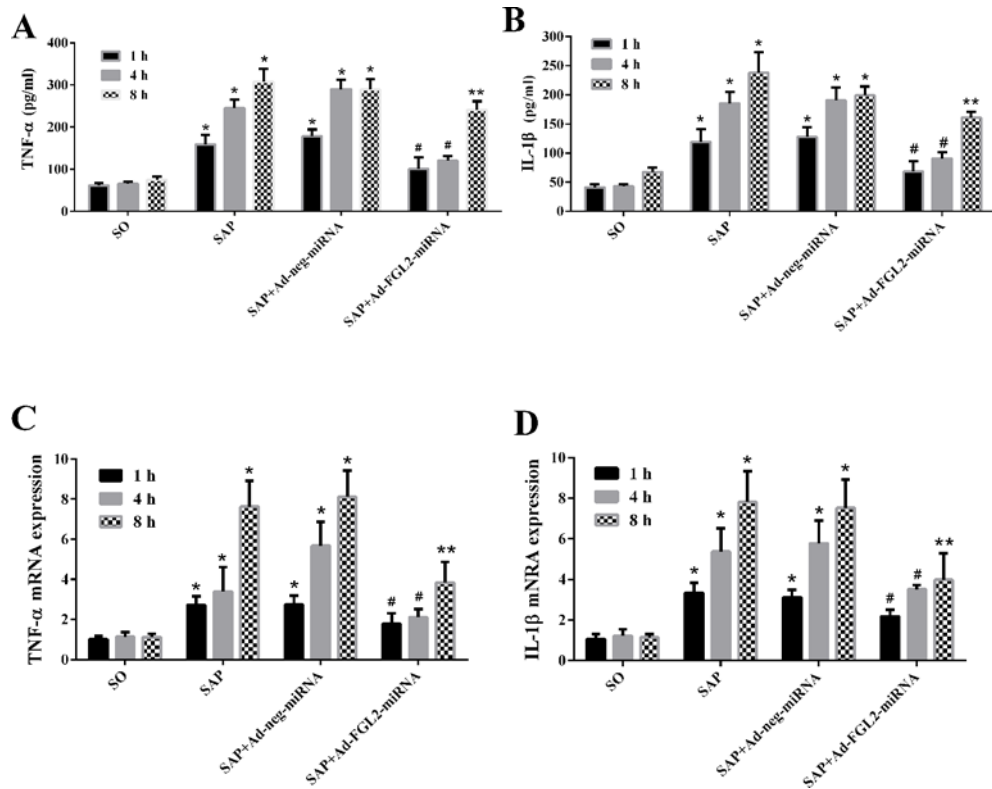 A
TNF-α (pg/ml)
400
300
200
100
0
1 h
4 h
8 h
* * *
* * *
# # **
SO
SAP
SAP+Ad-neg-miRNA
SAP+Ad-FGL2-miRNA
B
IL-1β (pg/ml)
300
250
200
150
100
50
0
1 h
4 h
8 h
* * *
* * *
# # **
SO
SAP
SAP+Ad-neg-miRNA
SAP+Ad-FGL2-miRNA
C
TNF-α mRNA expression
10
8
6
4
2
0
1 h
4 h
8 h
* * *
* * *
# # **
SO
SAP
SAP+Ad-neg-miRNA
SAP+Ad-FGL2-miRNA
D
IL-1β mNRA expression
10
8
6
4
2
0
1 h
4 h
8 h
* * *
* * *
# # **
SO
SAP
SAP+Ad-neg-miRNA
SAP+Ad-FGL2-miRNA